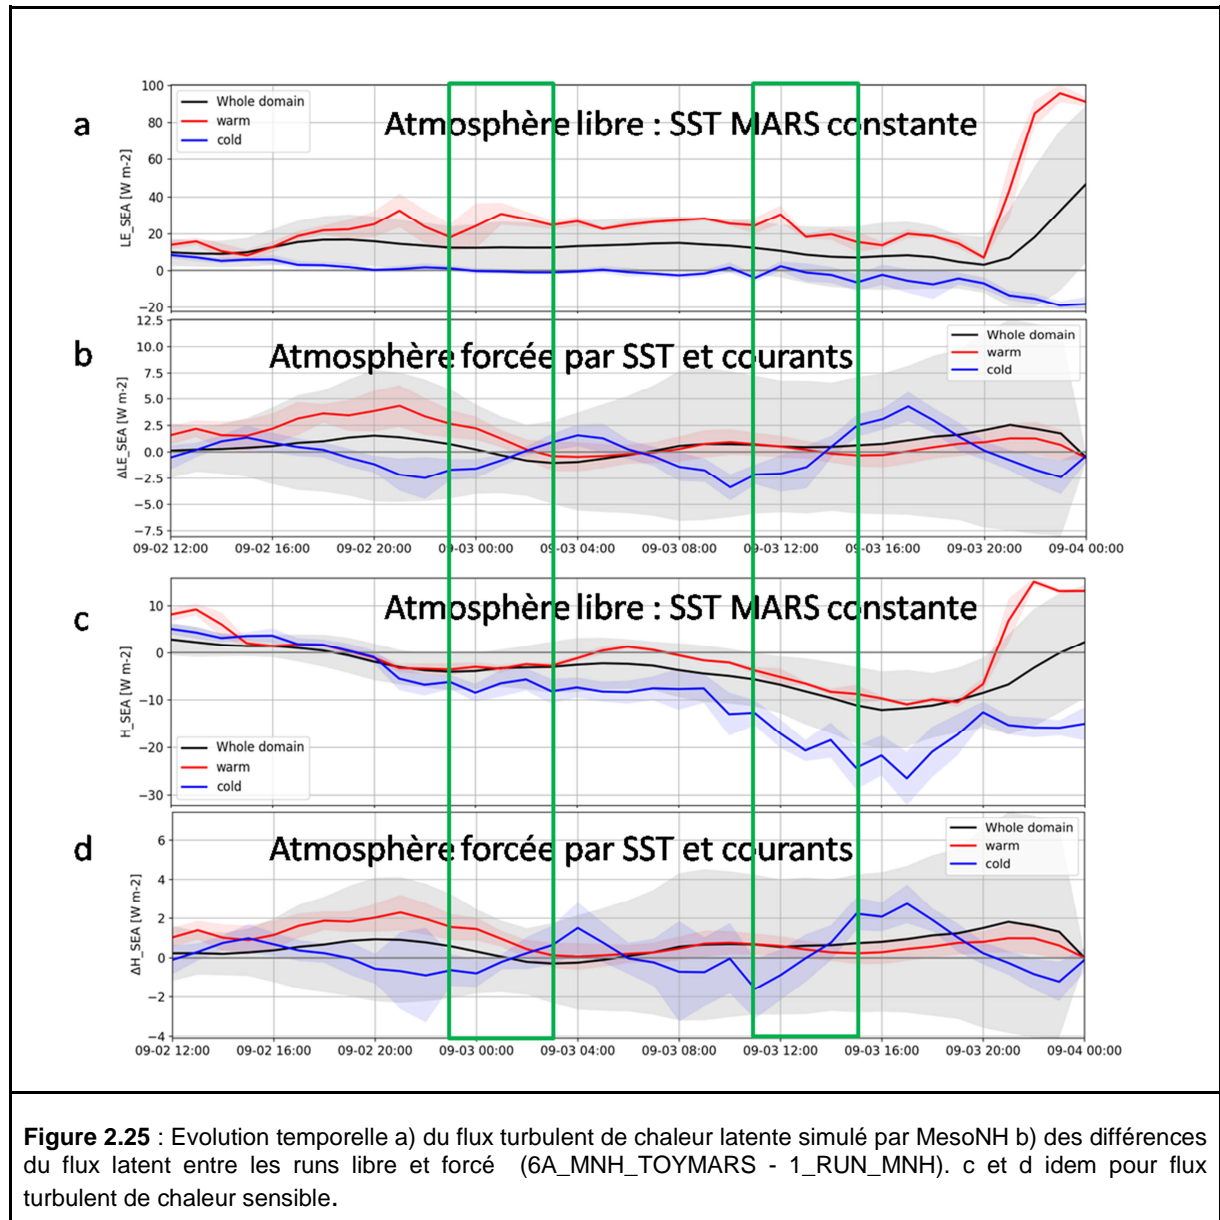 a
Atmosphère libre : SST MARS constante
Whole domain
warm
cold
LE_SEA [W m-2]
100
80
60
40
20
0
−20
b
Atmosphère forcée par SST et courants
Whole domain
warm
cold
ΔLE_SEA [W m-2]
12.5
10.0
7.5
5.0
2.5
0.0
−2.5
−5.0
−7.5
09-02 12:00 09-02 16:00 09-02 20:00 09-03 00:00 09-03 04:00 09-03 08:00 09-03 12:00 09-03 16:00 09-03 20:00 09-04 00:00
c
Atmosphère libre : SST MARS constante
Whole domain
warm
cold
H_SEA [W m-2]
10
0
−10
−20
−30
d
Atmosphère forcée par SST et courants
Whole domain
warm
cold
ΔH_SEA [W m-2]
6
4
2
0
−2
−4
09-02 12:00 09-02 16:00 09-02 20:00 09-03 00:00 09-03 04:00 09-03 08:00 09-03 12:00 09-03 16:00 09-03 20:00 09-04 00:00
Figure 2.25 : Evolution temporelle a) du flux turbulent de chaleur latente simulé par MesoNH b) des différences
du flux latent entre les runs libre et forcé (6A_MNH_TOYMARS - 1_RUN_MNH). c et d idem pour flux
turbulent de chaleur sensible.